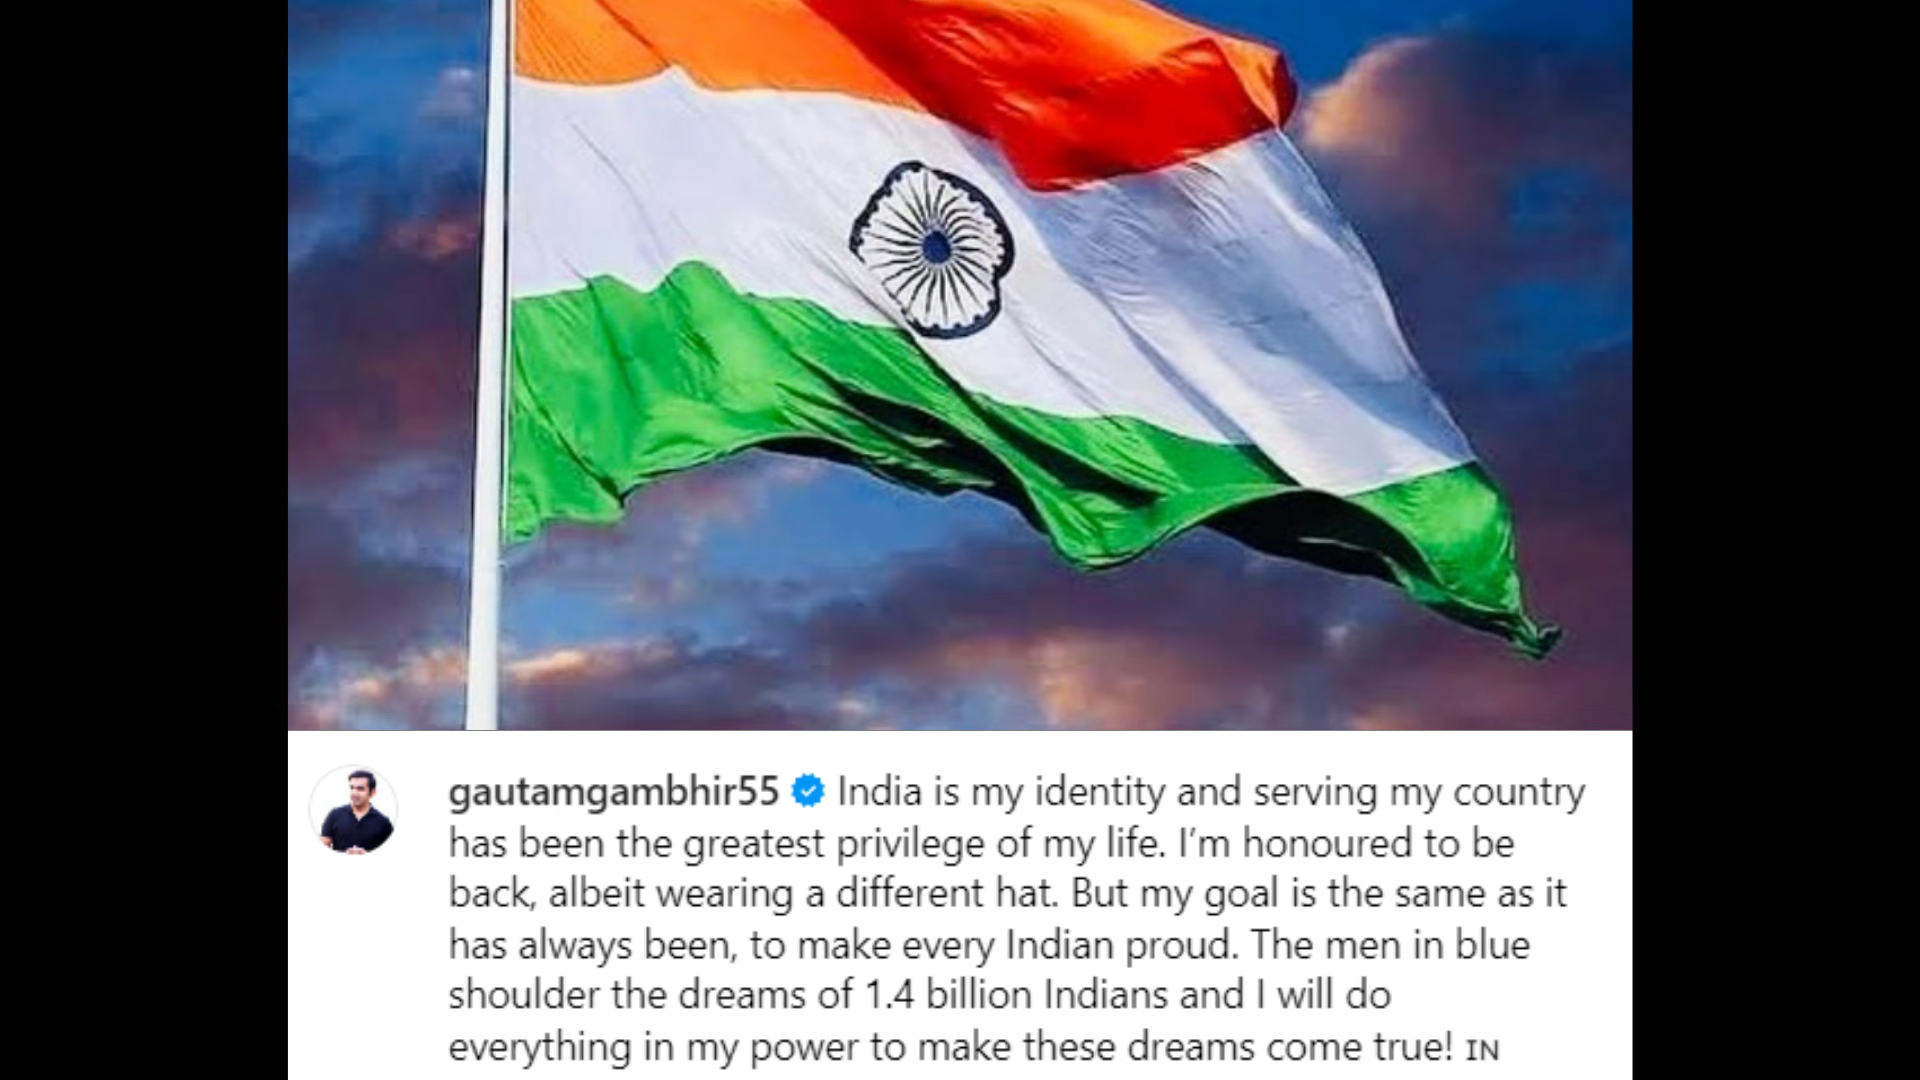 gautamgambhir55 India is my identity and serving my country
has been the greatest privilege of my life. I’m honoured to be
back, albeit wearing a different hat. But my goal is the same as it
has always been, to make every Indian proud. The men in blue
shoulder the dreams of 1.4 billion Indians and I will do
everything in my power to make these dreams come true! IN